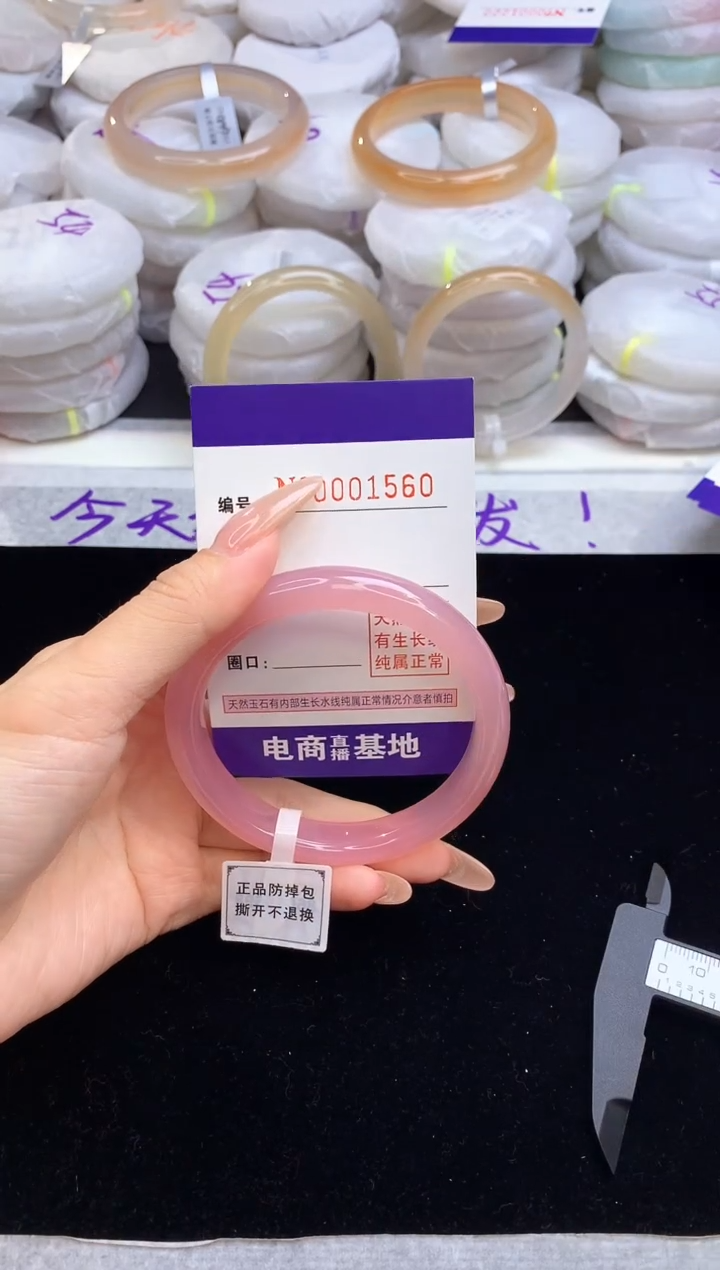 今天
发！
编号
0001560
有生长
纯属正常
圈口：
天然玉石有内部生长水线纯属正常情况介意者慎拍
电商直播基地
正品防掉包
撕开不退换
0 10